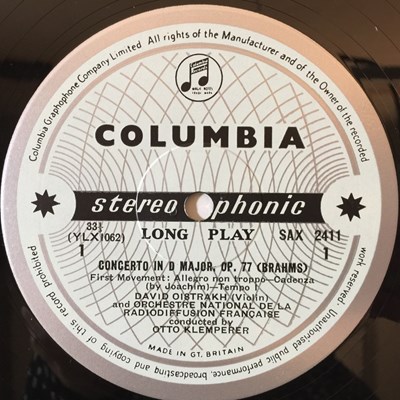 Columbia Graphophone Company Limited All rights of the Manufacturer and of the Owner of the recorded work reserved. Unauthorised public performance, broadcasting and copying of this record prohibited
COLUMBIA
stereophonic
33⅓
(YLX1062) LONG PLAY SAX 2411
1 1
CONCERTO IN D MAJOR, OP. 77 (BRAHMS)
First Movement: Allegro non troppo—Cadenza
(by Joachim)—Tempo I
DAVID OISTRAKH (Violin)
and ORCHESTRE NATIONAL DE LA
RADIODIFFUSION FRANÇAISE
conducted by
OTTO KLEMPERER
MADE IN GT. BRITAIN